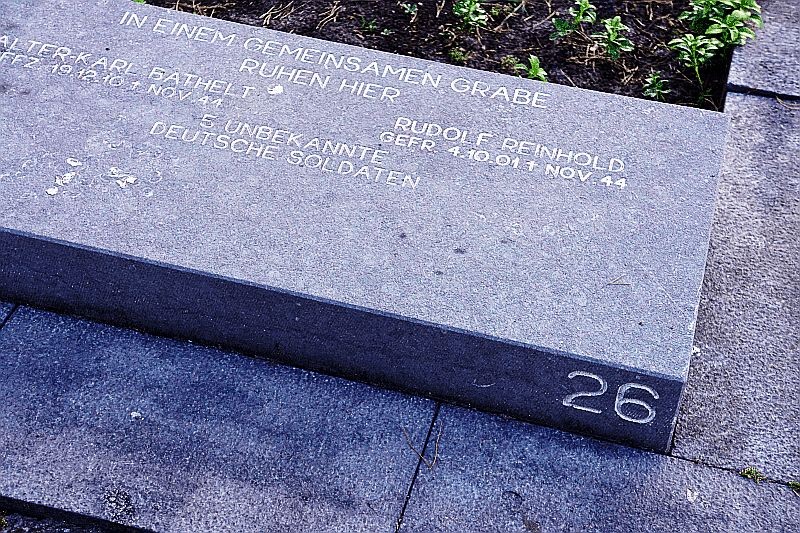 IN EINEM GEMEINSAMEN GRABE
RUHEN HIER
ALTER-KARL BATHELT
FFZ. 19.12.10 † NOV. 44
RUDOLF REINHOLD
GEFR. 4.10.01 † NOV. 44
5 UNBEKANNTE
DEUTSCHE SOLDATEN
26